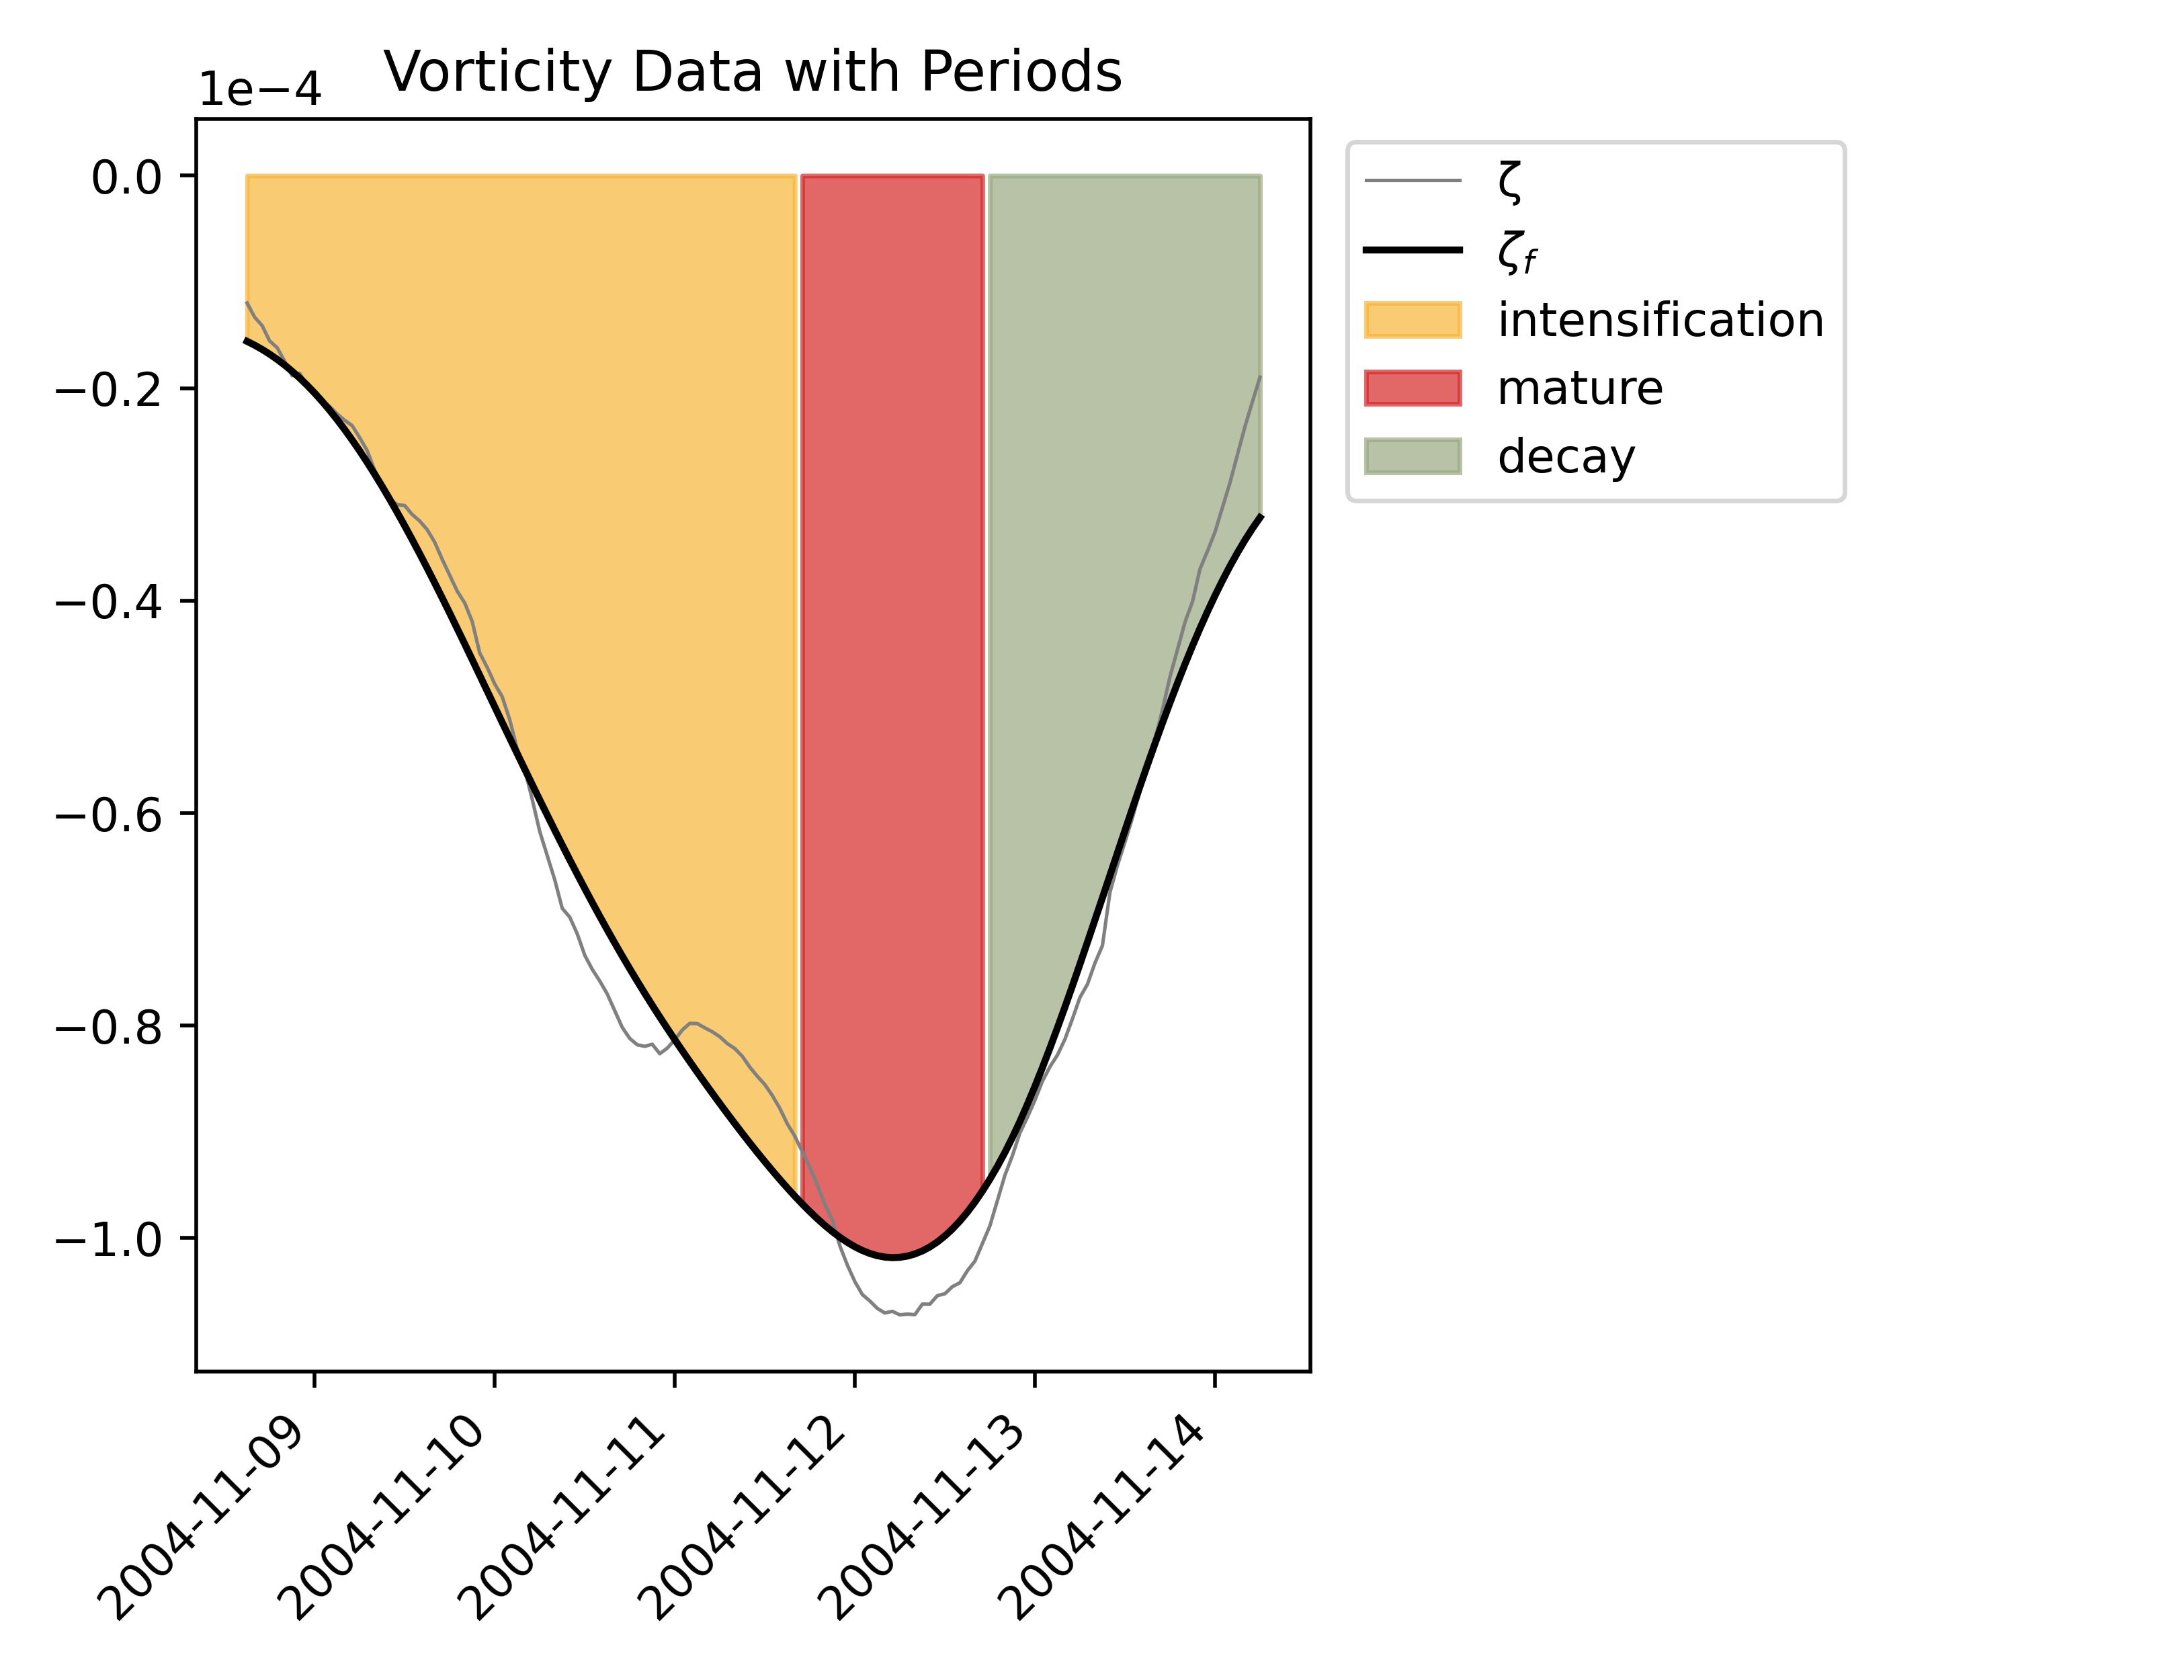 Vorticity Data with Periods
1e−4
0.0
−0.2
−0.4
−0.6
−0.8
−1.0
2004-11-09
2004-11-10
2004-11-11
2004-11-12
2004-11-13
2004-11-14
ζ
ζf
intensification
mature
decay